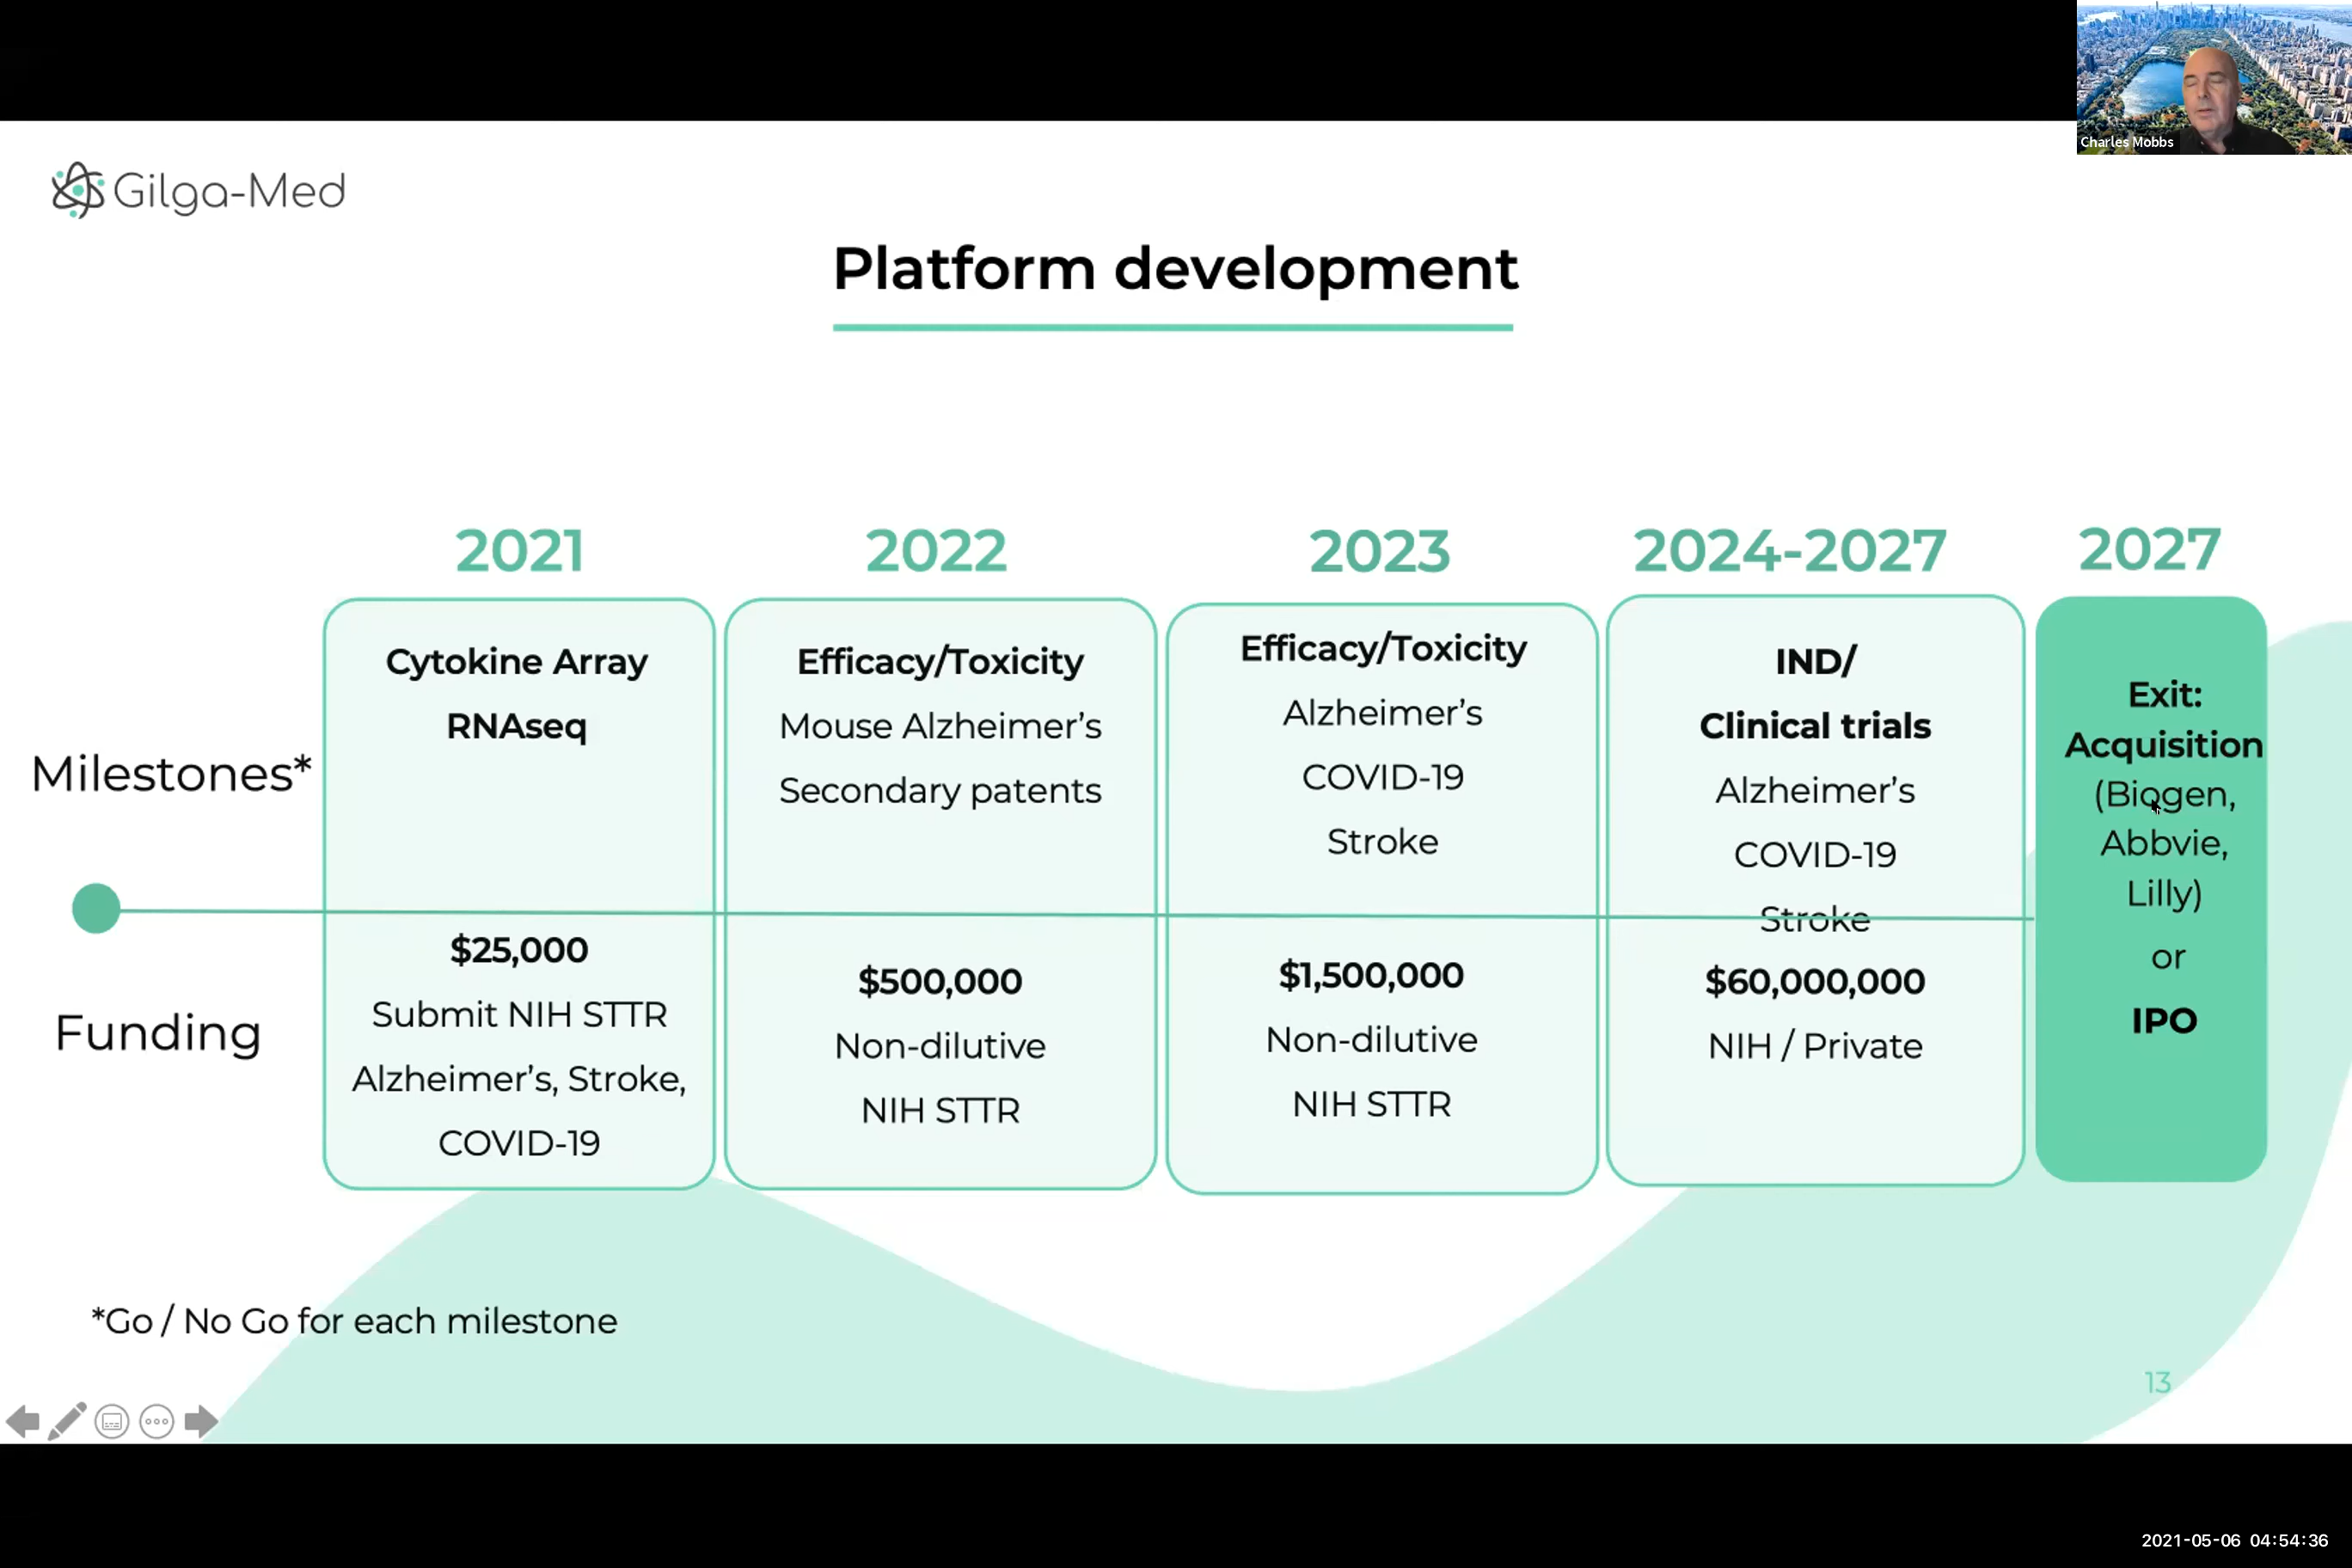 Charles Mobbs
Gilga-Med
Platform development
2021
2022
2023
2024-2027
2027
Milestones*
Cytokine Array
RNAseq
Efficacy/Toxicity
Mouse Alzheimer’s
Secondary patents
Efficacy/Toxicity
Alzheimer’s
COVID-19
Stroke
IND/
Clinical trials
Alzheimer’s
COVID-19
Stroke
Exit:
Acquisition
(Biogen,
Abbvie,
Lilly)
or
IPO
Funding
$25,000
Submit NIH STTR
Alzheimer’s, Stroke,
COVID-19
$500,000
Non-dilutive
NIH STTR
$1,500,000
Non-dilutive
NIH STTR
$60,000,000
NIH / Private
*Go / No Go for each milestone
13
2021-05-06 04:54:36